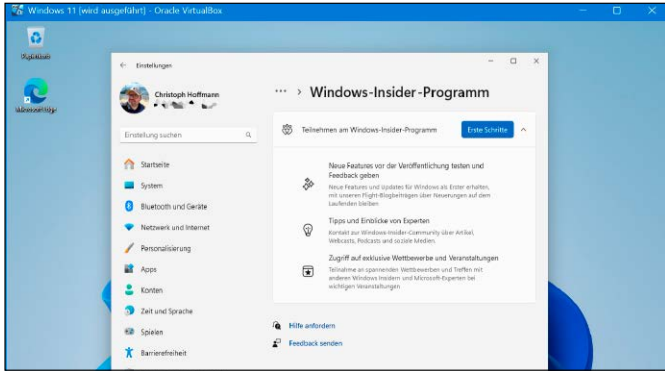 Windows 11 (wird ausgeführt) - Oracle VirtualBox
Papierkorb
Microsoft Edge
Einstellungen
Christoph Hoffmann
Einstellung suchen
Startseite
System
Bluetooth und Geräte
Netzwerk und Internet
Personalisierung
Apps
Konten
Zeit und Sprache
Spielen
Barrierefreiheit
··· › Windows-Insider-Programm
Teilnehmen am Windows-Insider-Programm
Erste Schritte
Neue Features vor der Veröffentlichung testen und
Feedback geben
Neue Features und Updates für Windows als Erster erhalten,
mit unseren Flight-Blogbeiträgen über Neuerungen auf dem
Laufenden bleiben
Tipps und Einblicke von Experten
Kontakt zur Windows-Insider-Community über Artikel,
Webcasts, Podcasts und soziale Medien.
Zugriff auf exklusive Wettbewerbe und Veranstaltungen
Teilnahme an spannenden Wettbewerben und Treffen mit
anderen Windows Insidern und Microsoft-Experten bei
wichtigen Veranstaltungen
Hilfe anfordern
Feedback senden